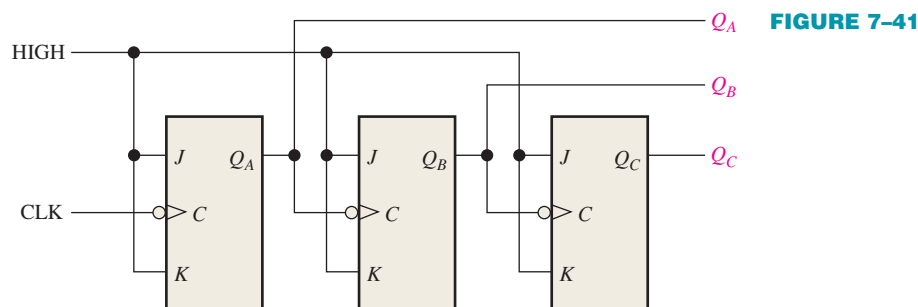 Q_A FIGURE 7–41
HIGH
Q_B
J Q_A J Q_B J Q_C Q_C
CLK C C C
K K K